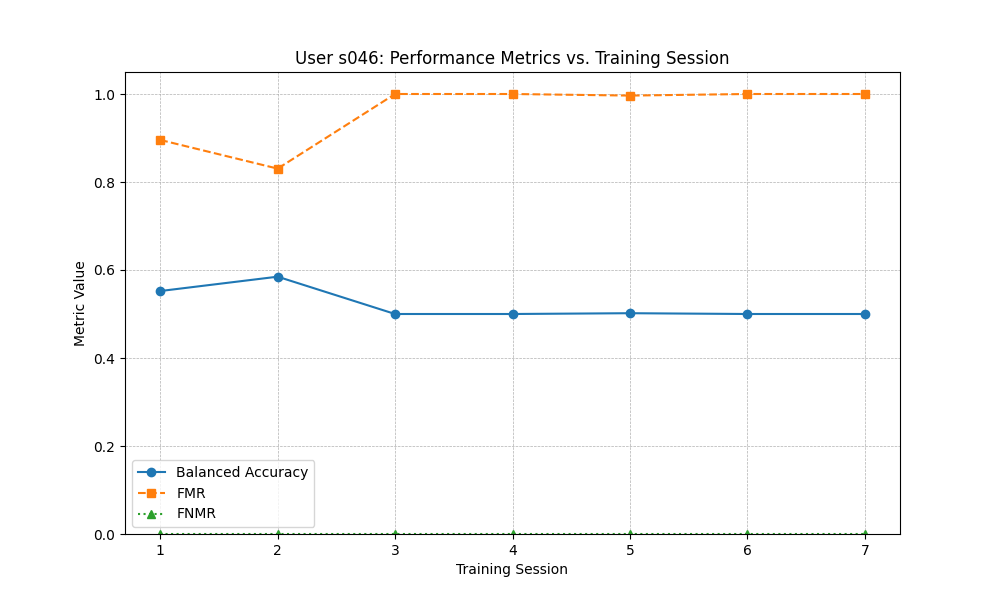 User s046: Performance Metrics vs. Training Session
1.0
0.8
0.6
0.4
0.2
0.0
Metric Value
Balanced Accuracy
FMR
FNMR
1 2 3 4 5 6 7
Training Session